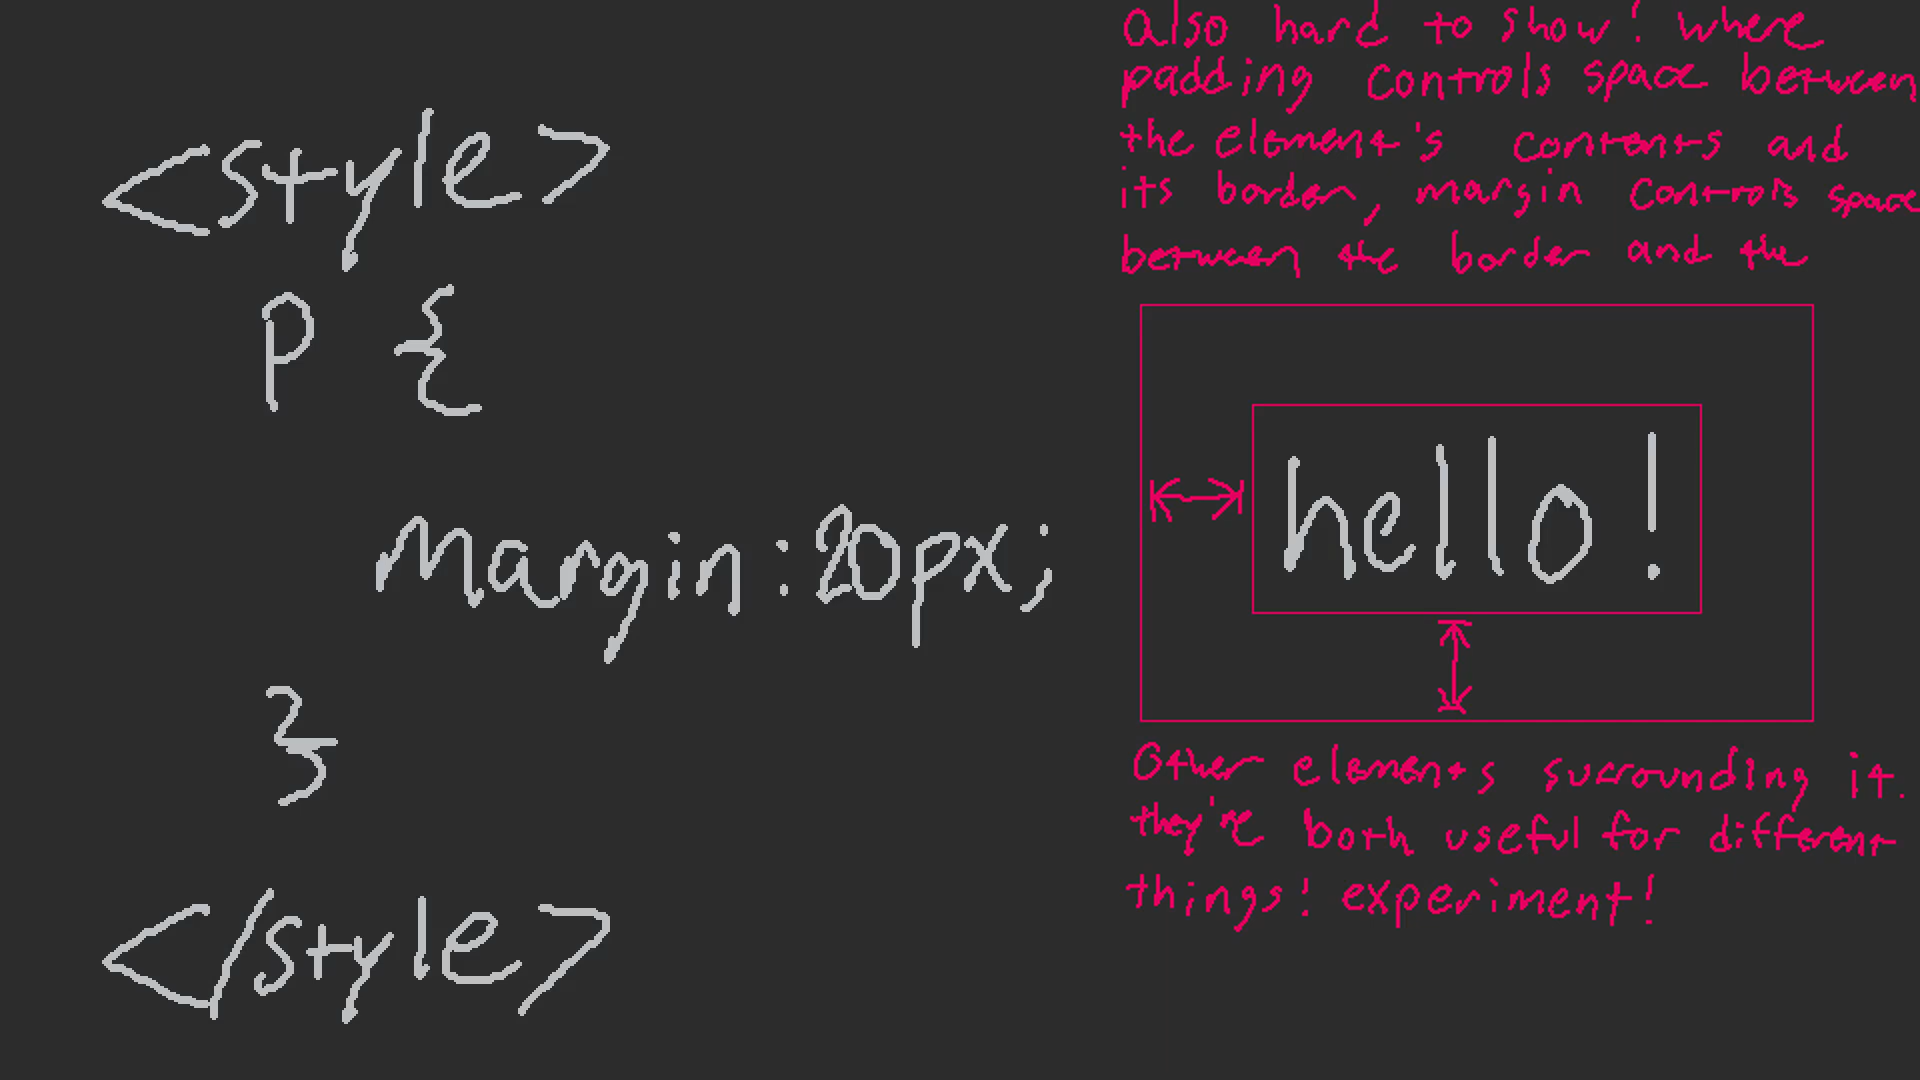 <style>
p {
margin:20px;
}
</style>
also hard to show! where
padding controls space between
the element's contents and
its border, margin controls space
between the border and the
hello!
Other elements surrounding it.
they're both useful for different
things! experiment!